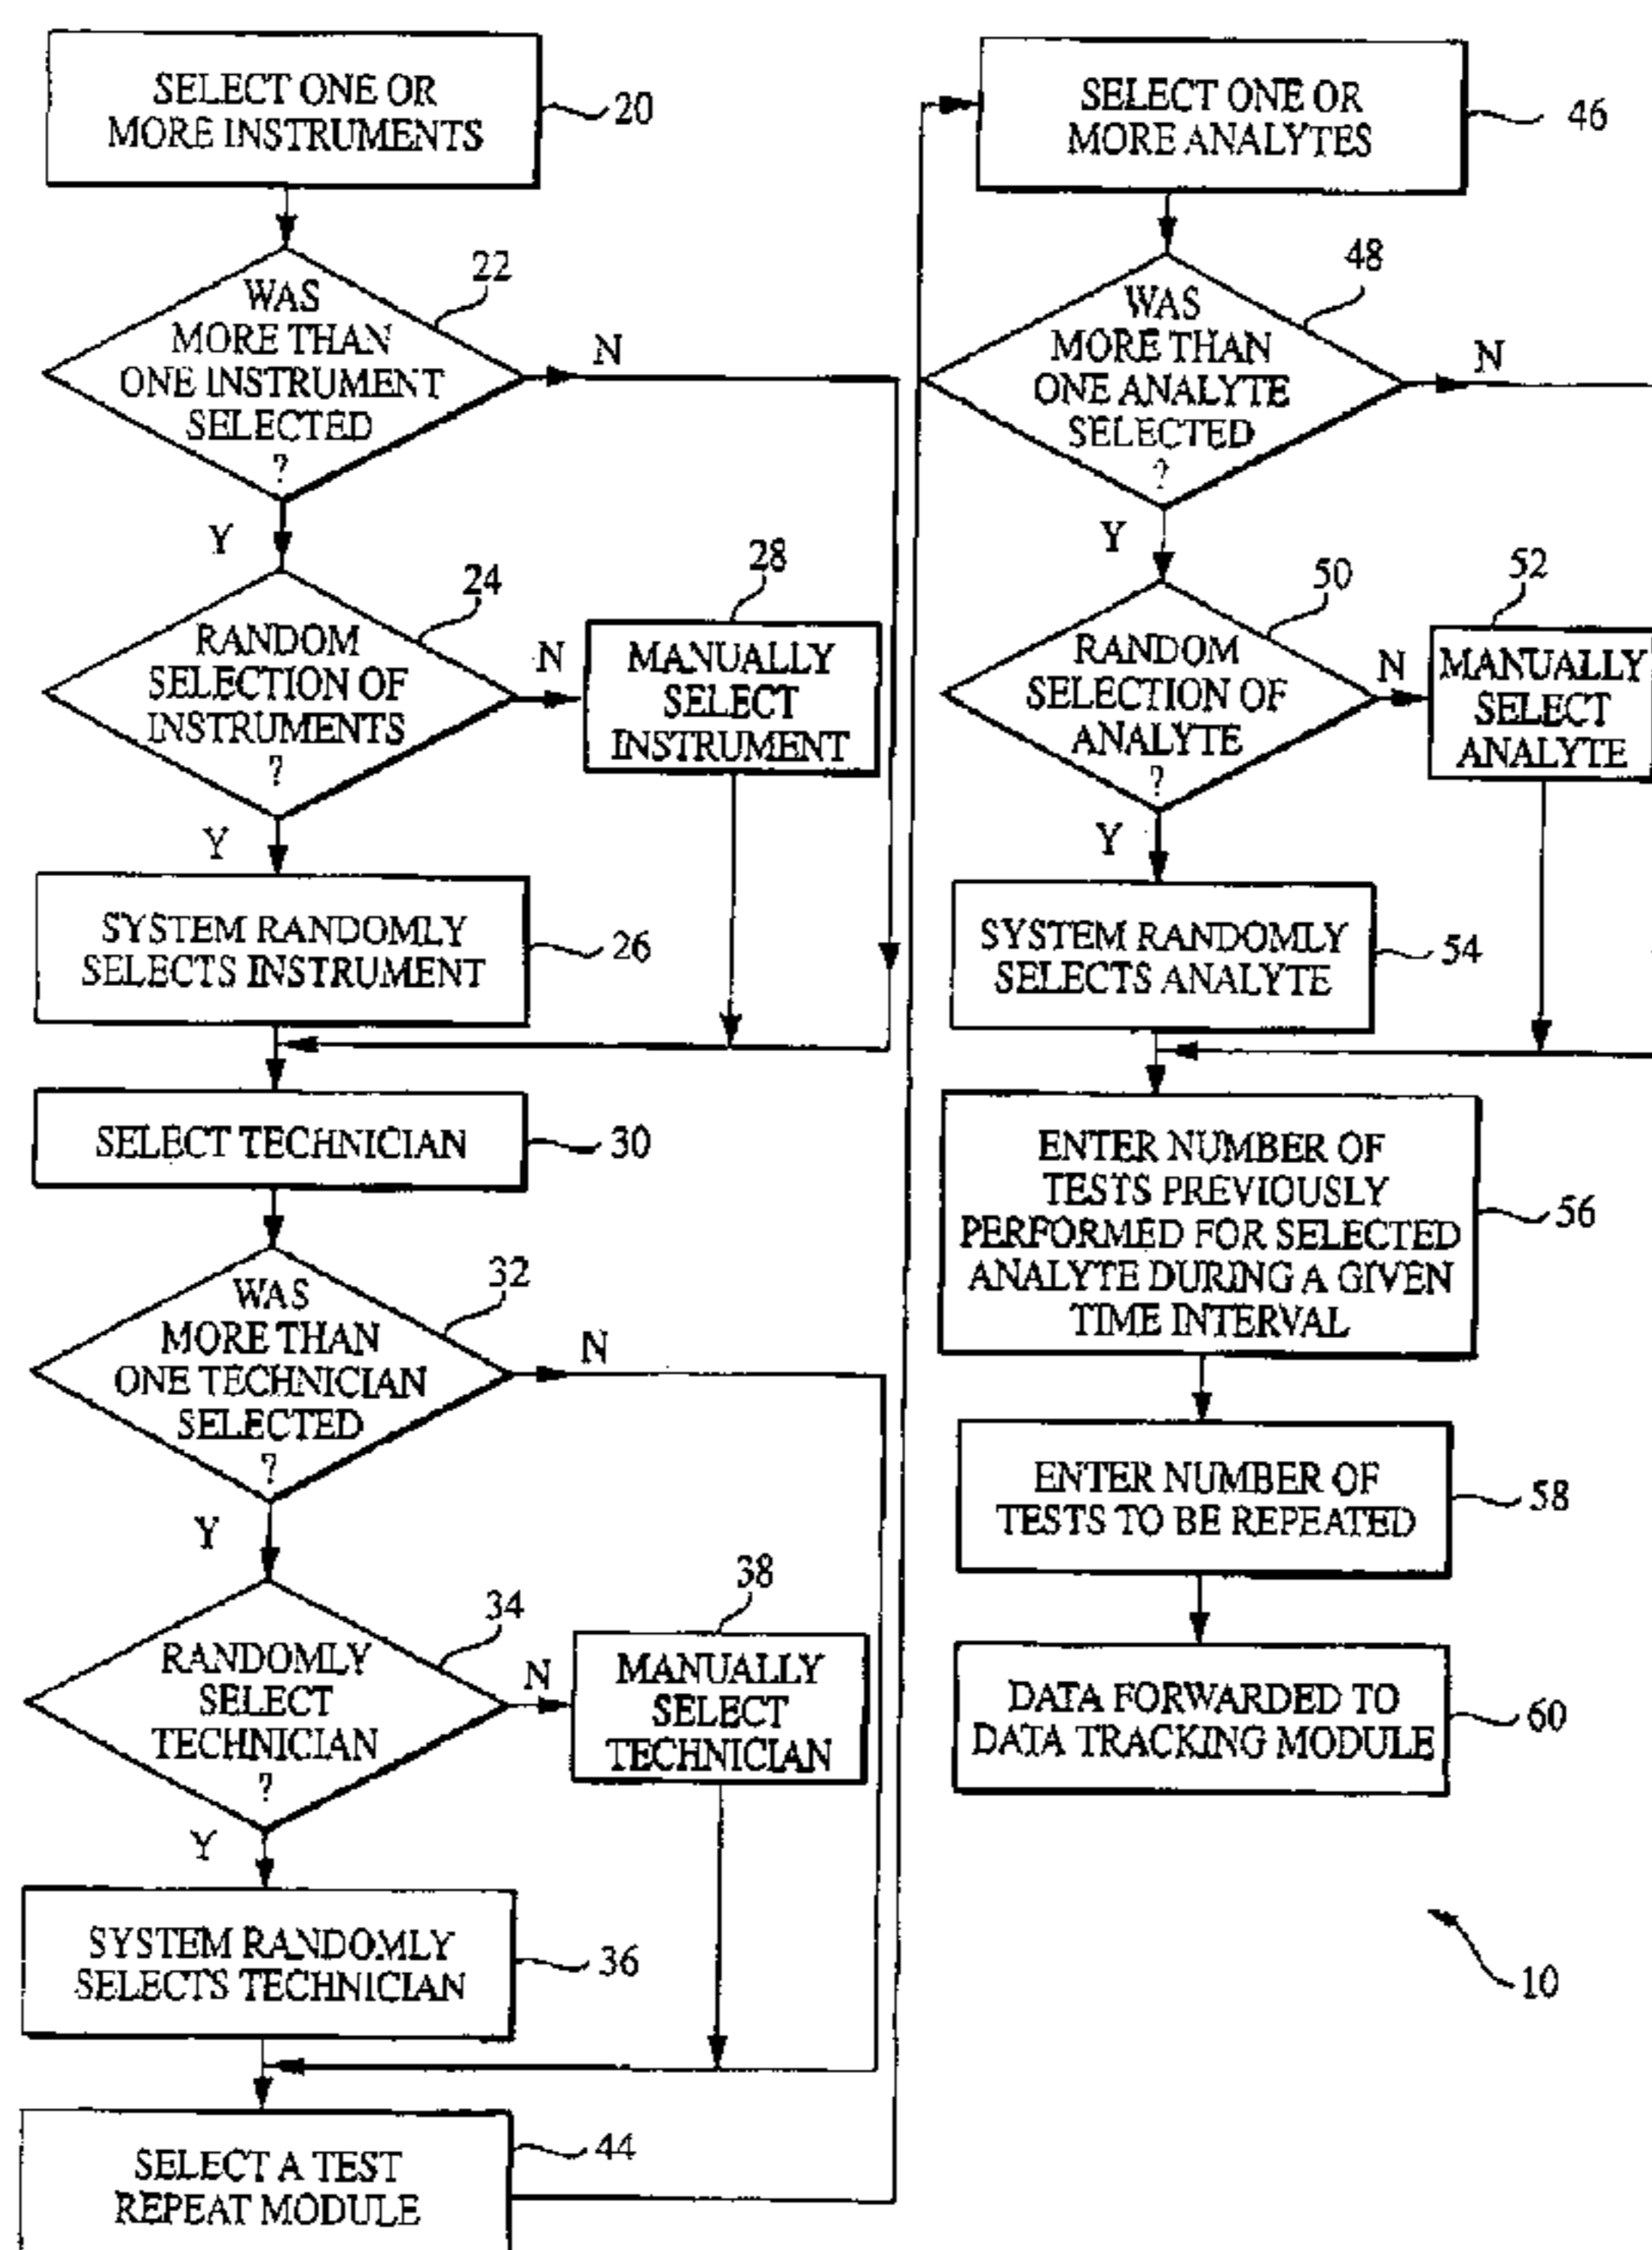 SELECT ONE OR
MORE INSTRUMENTS
20
WAS
MORE THAN
ONE INSTRUMENT
SELECTED
?
22
N
Y
RANDOM
SELECTION OF
INSTRUMENTS
?
24
N
MANUALLY
SELECT
INSTRUMENT
28
Y
SYSTEM RANDOMLY
SELECTS INSTRUMENT
26
SELECT TECHNICIAN
30
WAS
MORE THAN
ONE TECHNICIAN
SELECTED
?
32
N
Y
RANDOMLY
SELECT
TECHNICIAN
?
34
N
MANUALLY
SELECT
TECHNICIAN
38
Y
SYSTEM RANDOMLY
SELECTS TECHNICIAN
36
SELECT A TEST
REPEAT MODULE
44
SELECT ONE OR
MORE ANALYTES
46
WAS
MORE THAN
ONE ANALYTE
SELECTED
?
48
N
Y
RANDOM
SELECTION OF
ANALYTE
?
50
N
MANUALLY
SELECT
ANALYTE
52
Y
SYSTEM RANDOMLY
SELECTS ANALYTE
54
ENTER NUMBER OF
TESTS PREVIOUSLY
PERFORMED FOR SELECTED
ANALYTE DURING A GIVEN
TIME INTERVAL
56
ENTER NUMBER OF
TESTS TO BE REPEATED
58
DATA FORWARDED TO
DATA TRACKING MODULE
60
10